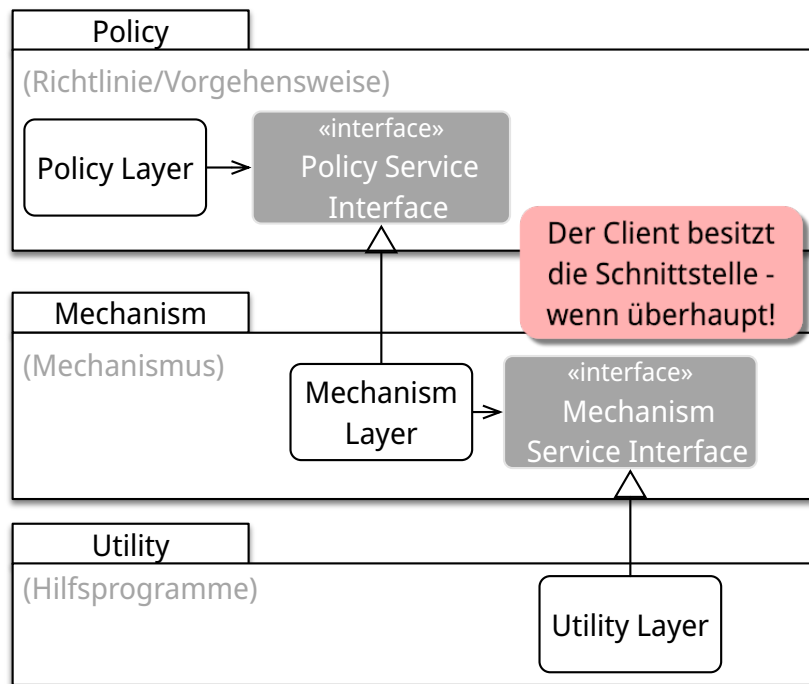 Policy
(Richtlinie/Vorgehensweise)
Policy Layer
«interface»
Policy Service
Interface
Der Client besitzt
die Schnittstelle -
wenn überhaupt!
Mechanism
(Mechanismus)
Mechanism
Layer
«interface»
Mechanism
Service Interface
Utility
(Hilfsprogramme)
Utility Layer